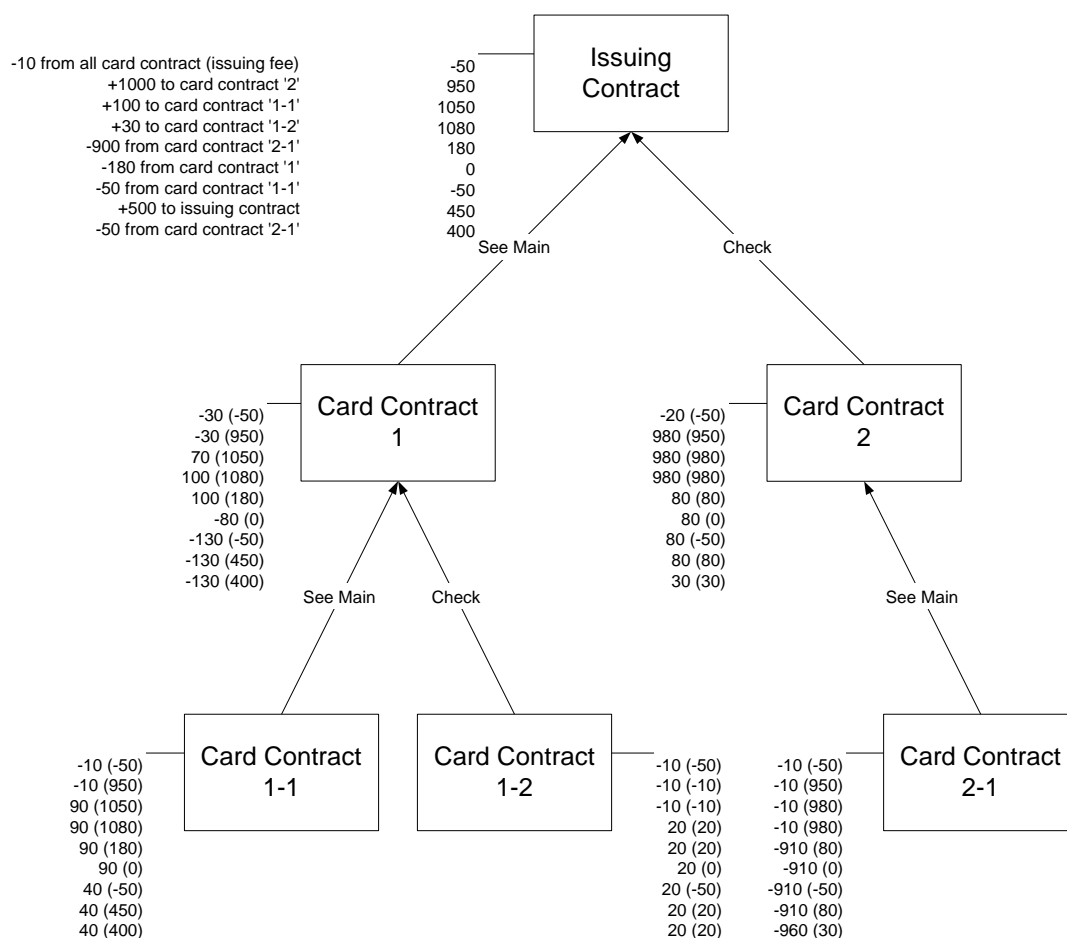 Issuing
Contract
-10 from all card contract (issuing fee)
+1000 to card contract '2'
+100 to card contract '1-1'
+30 to card contract '1-2'
-900 from card contract '2-1'
-180 from card contract '1'
-50 from card contract '1-1'
+500 to issuing contract
-50 from card contract '2-1'
-50
950
1050
1080
180
0
-50
450
400
See Main
Check
Card Contract
1
-30 (-50)
-30 (950)
70 (1050)
100 (1080)
100 (180)
-80 (0)
-130 (-50)
-130 (450)
-130 (400)
Card Contract
2
-20 (-50)
980 (950)
980 (980)
980 (980)
80 (80)
80 (0)
80 (-50)
80 (80)
30 (30)
See Main
Check
See Main
Card Contract
1-1
-10 (-50)
-10 (950)
90 (1050)
90 (1080)
90 (180)
90 (0)
40 (-50)
40 (450)
40 (400)
Card Contract
1-2
-10 (-50)
-10 (-10)
-10 (-10)
20 (20)
20 (20)
20 (0)
20 (-50)
20 (20)
20 (20)
Card Contract
2-1
-10 (-50)
-10 (950)
-10 (980)
-10 (980)
-910 (80)
-910 (0)
-910 (-50)
-910 (80)
-960 (30)